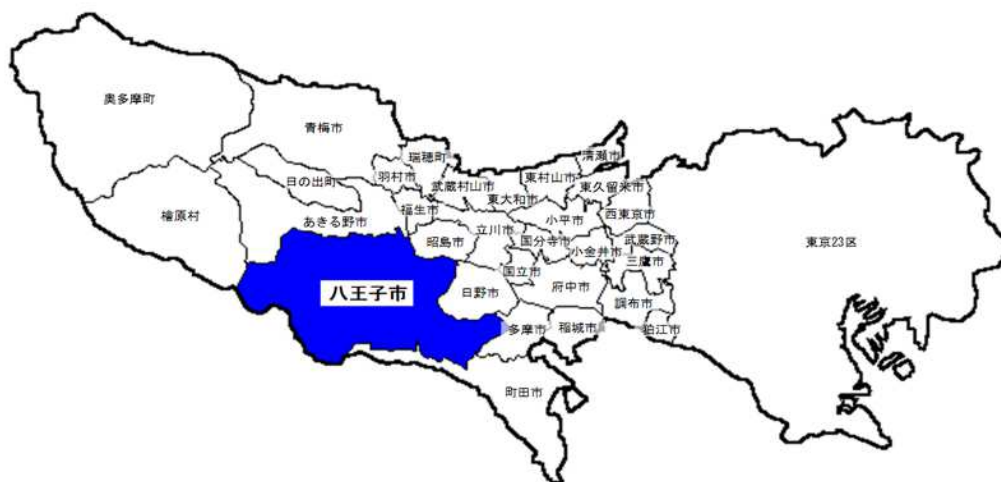 奥多摩町
青梅市
瑞穂町
清瀬市
羽村市
日の出町
武蔵村山市
東村山市
東久留米市
東大和市
檜原村
あきる野市
福生市
小平市
西東京市
昭島市
立川市
国分寺市
武蔵野市
東京23区
小金井市
三鷹市
国立市
八王子市
日野市
府中市
調布市
多摩市
稲城市
狛江市
町田市